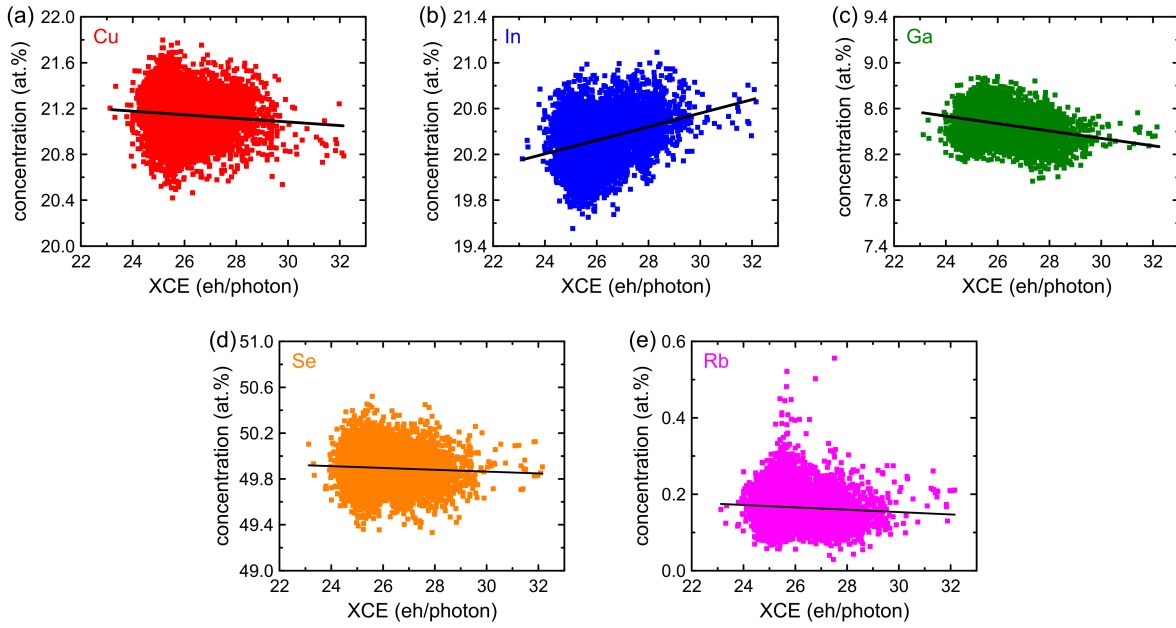 (a)
Cu
concentration (at.%)
22.0
21.6
21.2
20.8
20.4
20.0
22 24 26 28 30 32
XCE (eh/photon)
(b)
In
concentration (at.%)
21.4
21.0
20.6
20.2
19.8
19.4
22 24 26 28 30 32
XCE (eh/photon)
(c)
Ga
concentration (at.%)
9.4
9.0
8.6
8.2
7.8
7.4
22 24 26 28 30 32
XCE (eh/photon)
(d)
Se
concentration (at.%)
51.0
50.6
50.2
49.8
49.4
49.0
22 24 26 28 30 32
XCE (eh/photon)
(e)
Rb
concentration (at.%)
0.6
0.4
0.2
0.0
22 24 26 28 30 32
XCE (eh/photon)